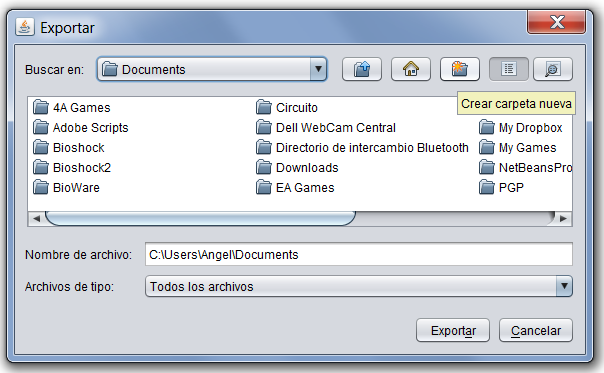 Exportar
Buscar en: Documents
Crear carpeta nueva
4A Games
Adobe Scripts
Bioshock
Bioshock2
BioWare
Circuito
Dell WebCam Central
Directorio de intercambio Bluetooth
Downloads
EA Games
My Dropbox
My Games
NetBeansPro
PGP
Nombre de archivo: C:\Users\Angel\Documents
Archivos de tipo: Todos los archivos
Exportar Cancelar